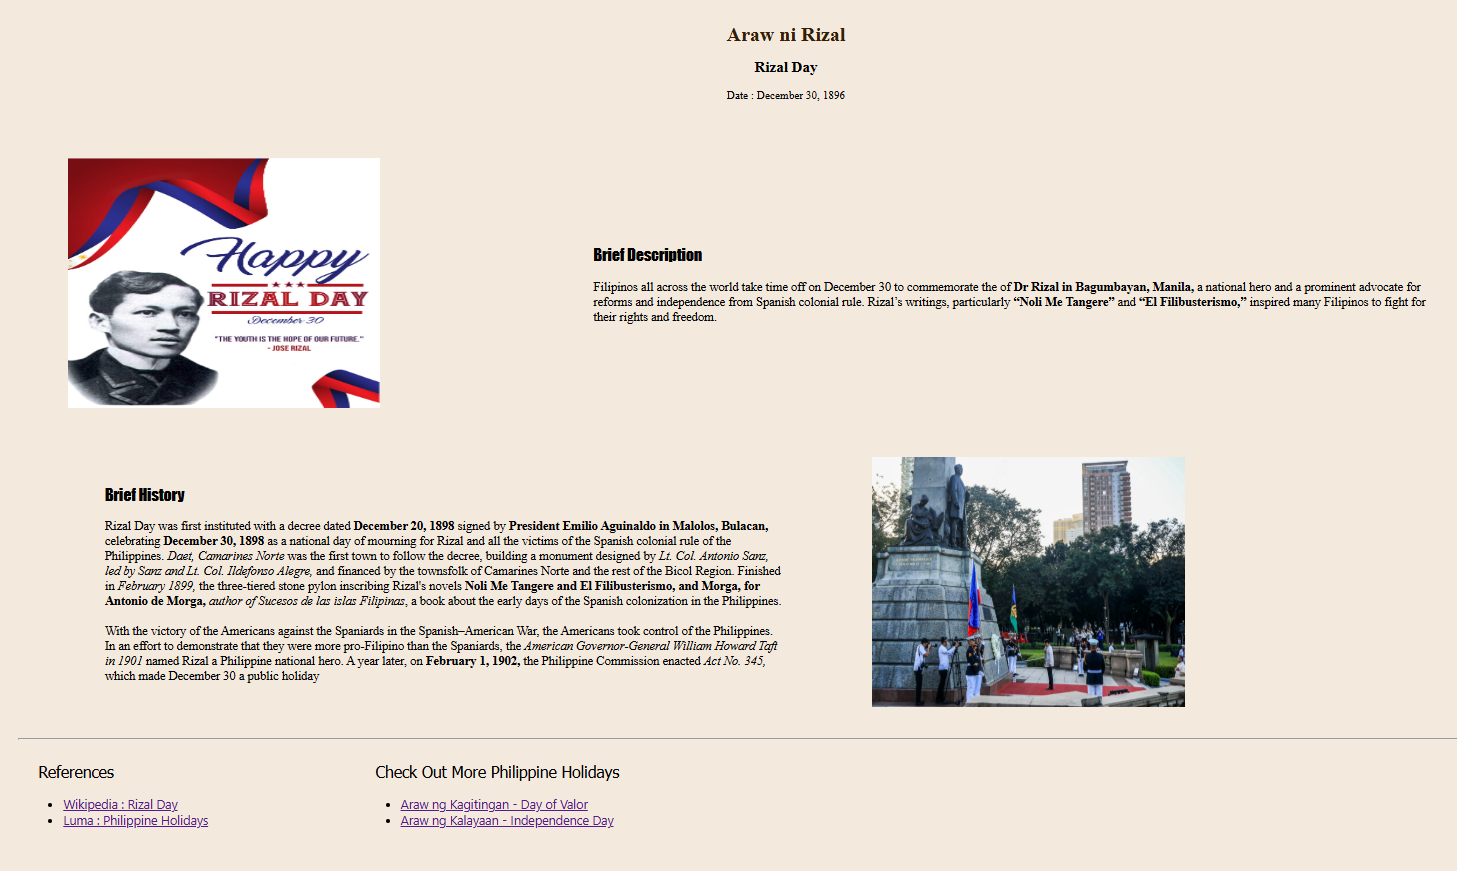 Araw ni Rizal
Rizal Day
Date : December 30, 1896
Happy
RIZAL DAY
December 30
"THE YOUTH IS THE HOPE OF OUR FUTURE."
- JOSE RIZAL
Brief Description
Filipinos all across the world take time off on December 30 to commemorate the of Dr Rizal in Bagumbayan, Manila, a national hero and a prominent advocate for
reforms and independence from Spanish colonial rule. Rizal’s writings, particularly “Noli Me Tangere” and “El Filibusterismo,” inspired many Filipinos to fight for
their rights and freedom.
Brief History
Rizal Day was first instituted with a decree dated December 20, 1898 signed by President Emilio Aguinaldo in Malolos, Bulacan,
celebrating December 30, 1898 as a national day of mourning for Rizal and all the victims of the Spanish colonial rule of the
Philippines. Daet, Camarines Norte was the first town to follow the decree, building a monument designed by Lt. Col. Antonio Sanz,
led by Sanz and Lt. Col. Ildefonso Alegre, and financed by the townsfolk of Camarines Norte and the rest of the Bicol Region. Finished
in February 1899, the three-tiered stone pylon inscribing Rizal's novels Noli Me Tangere and El Filibusterismo, and Morga, for
Antonio de Morga, author of Sucesos de las islas Filipinas, a book about the early days of the Spanish colonization in the Philippines.
With the victory of the Americans against the Spaniards in the Spanish–American War, the Americans took control of the Philippines.
In an effort to demonstrate that they were more pro-Filipino than the Spaniards, the American Governor-General William Howard Taft
in 1901 named Rizal a Philippine national hero. A year later, on February 1, 1902, the Philippine Commission enacted Act No. 345,
which made December 30 a public holiday
References
Wikipedia : Rizal Day
Luma : Philippine Holidays
Check Out More Philippine Holidays
Araw ng Kagitingan - Day of Valor
Araw ng Kalayaan - Independence Day